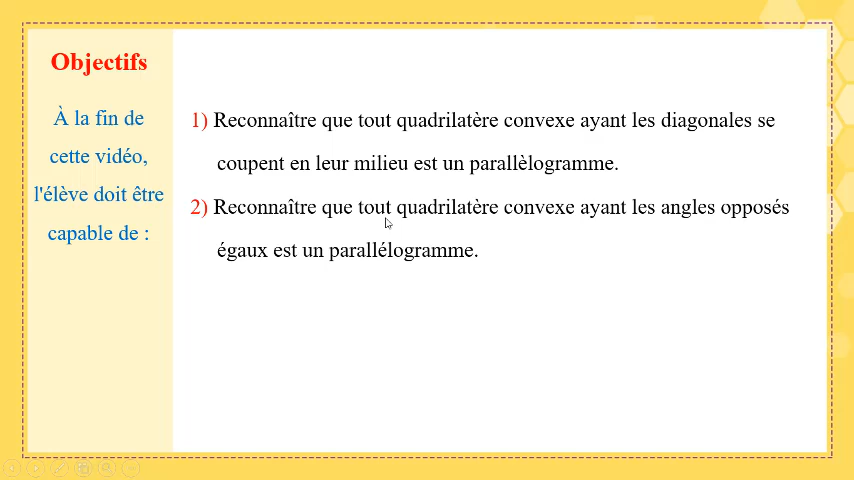 Objectifs
À la fin de
cette vidéo,
l'élève doit être
capable de :
1) Reconnaître que tout quadrilatère convexe ayant les diagonales se
coupent en leur milieu est un parallèlogramme.
2) Reconnaître que tout quadrilatère convexe ayant les angles opposés
égaux est un parallélogramme.